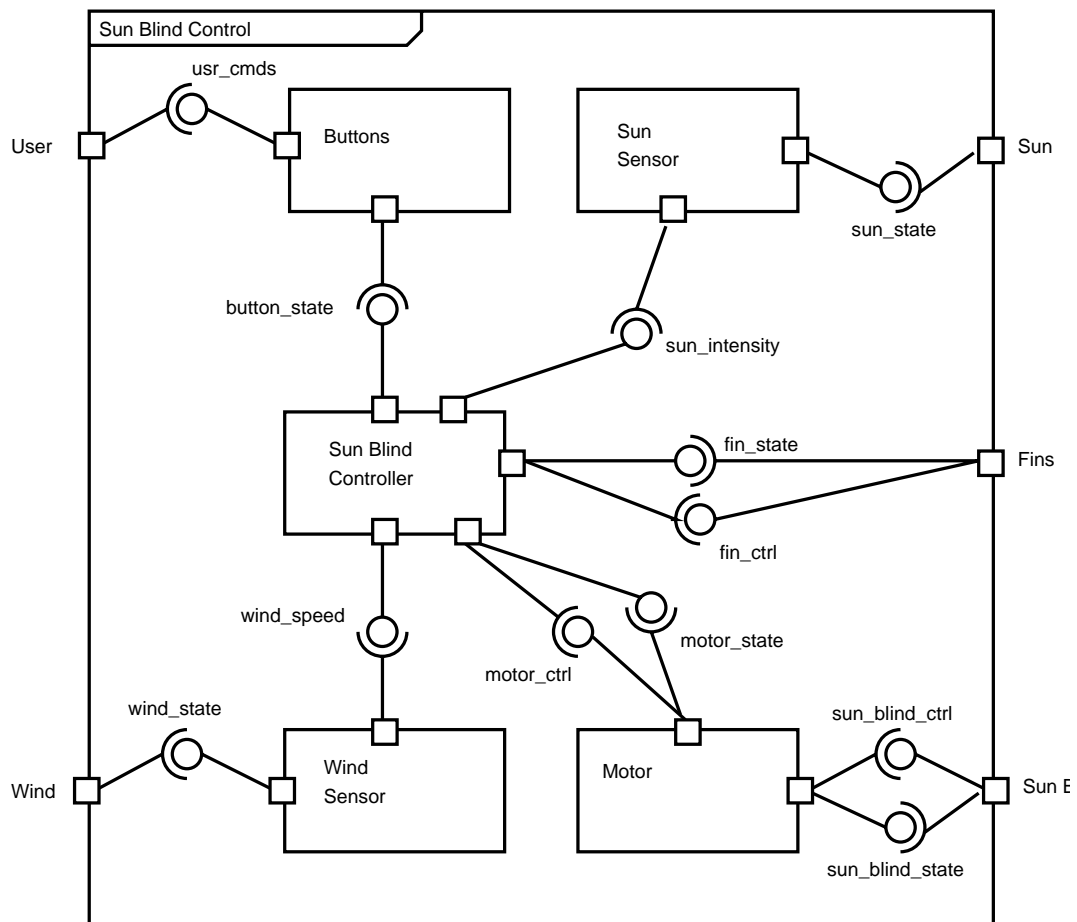 Sun Blind Control
usr_cmds
User
Buttons
Sun
Sensor
Sun
sun_state
button_state
sun_intensity
Sun Blind
Controller
fin_state
Fins
fin_ctrl
wind_speed
motor_state
motor_ctrl
wind_state
sun_blind_ctrl
Wind
Wind
Sensor
Motor
Sun
sun_blind_state